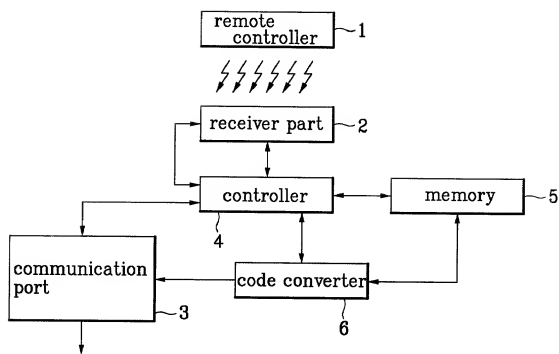 remote
controller
1
receiver part
2
controller
4
memory
5
communication
port
3
code converter
6